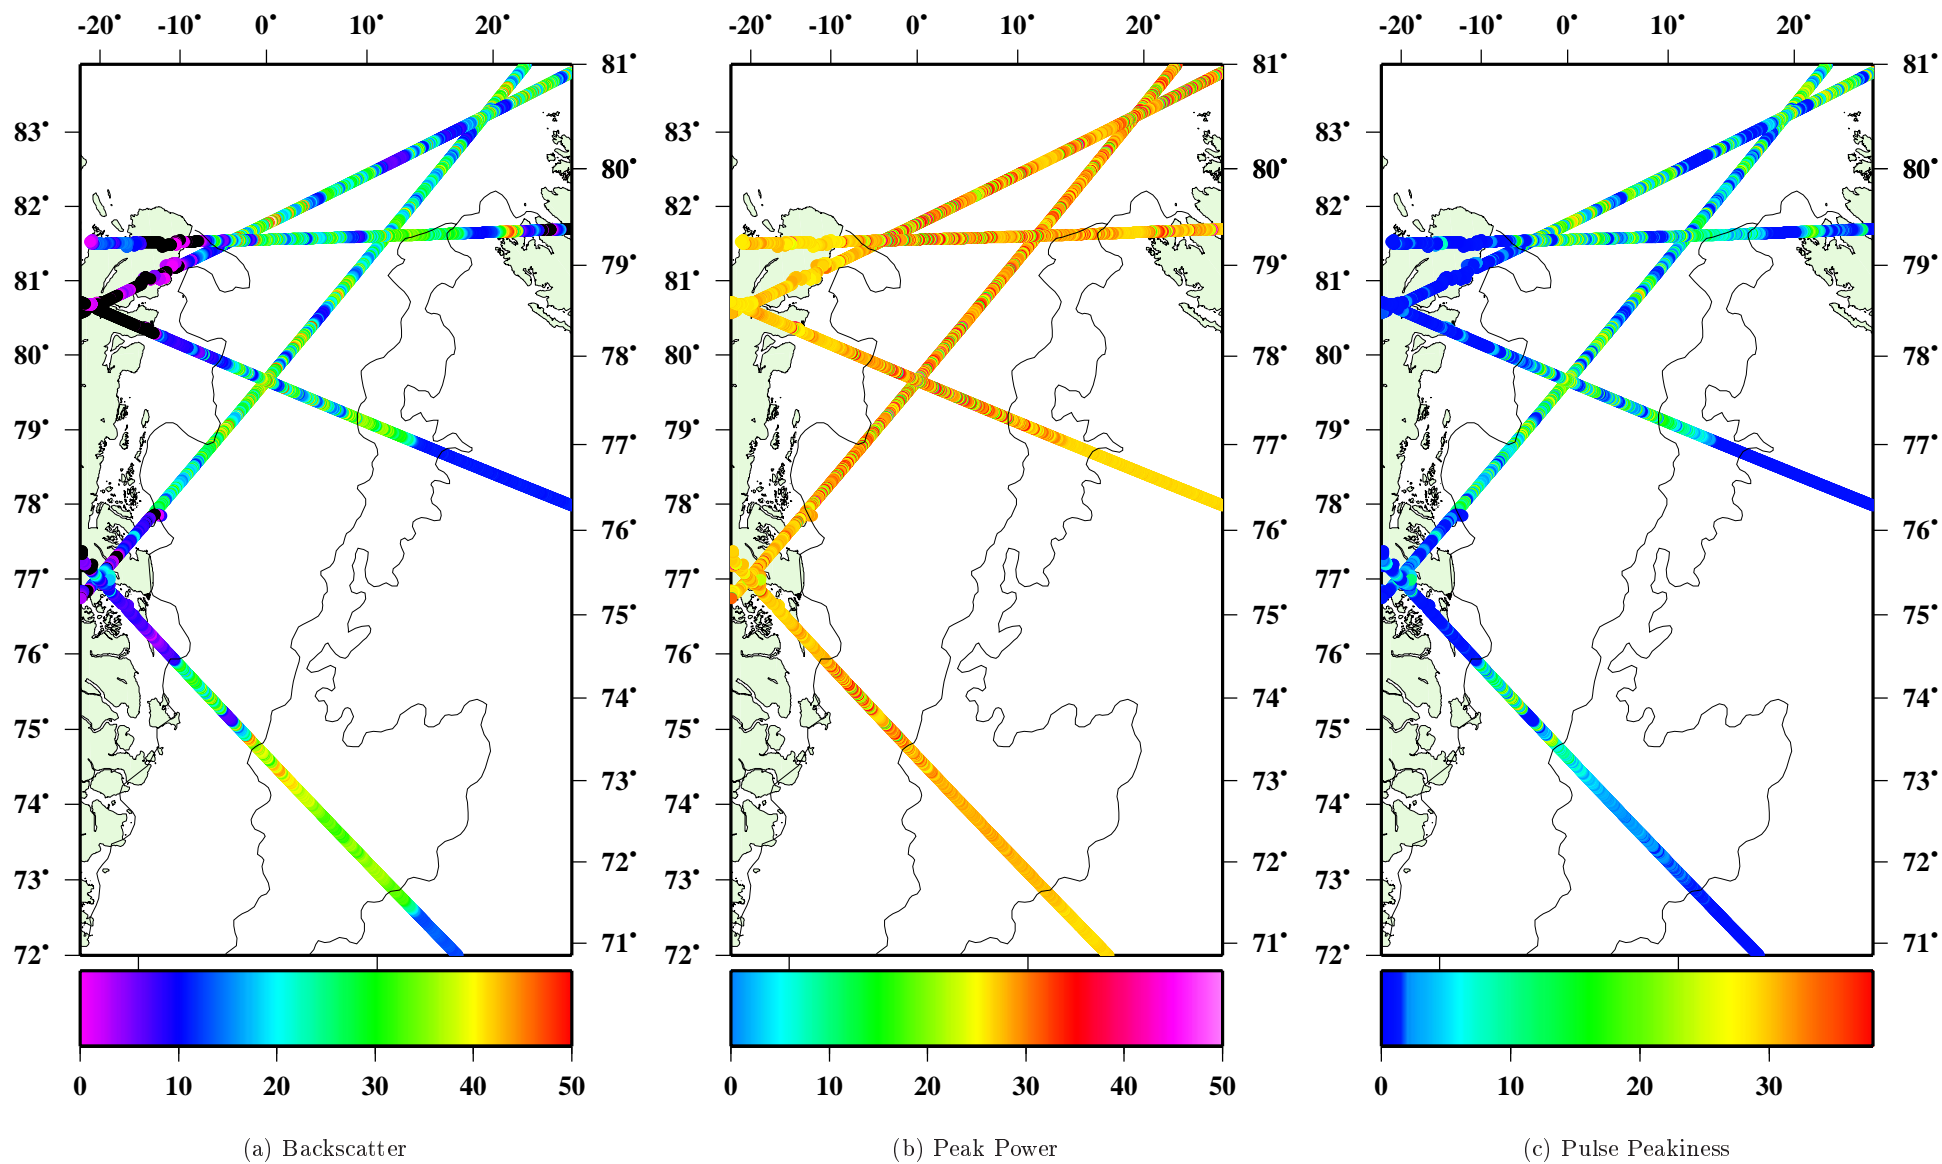 -20° -10° 0° 10° 20° -20° -10° 0° 10° 20° -20° -10° 0° 10° 20°
81° 81° 81°
83° 83° 83°
80° 80° 80°
82° 82° 82°
79° 79° 79°
81° 81° 81°
80° 78° 80° 78° 80° 78°
79° 79° 79°
77° 77° 77°
78° 78° 78°
76° 76° 76°
77° 77° 77°
75° 75° 75°
76° 76° 76°
74° 74° 74°
75° 75° 75°
73° 73° 73°
74° 74° 74°
72° 72° 72°
73° 73° 73°
71° 71° 71°
72° 72° 72°
0 10 20 30 40 50 0 10 20 30 40 50 0 10 20 30
(a) Backscatter (b) Peak Power (c) Pulse Peakiness